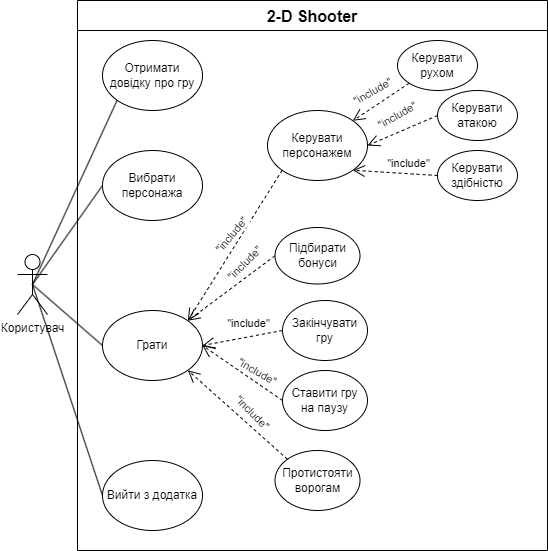 2-D Shooter
Отримати
довідку про гру
Вибрати
персонажа
Користувач
Грати
Вийти з додатка
Керувати
персонажем
Керувати
рухом
Керувати
атакою
Керувати
здібністю
"include"
"include"
"include"
"include"
"include"
"include"
"include"
"include"
Підбирати
бонуси
Закінчувати
гру
Ставити гру
на паузу
Протистояти
ворогам